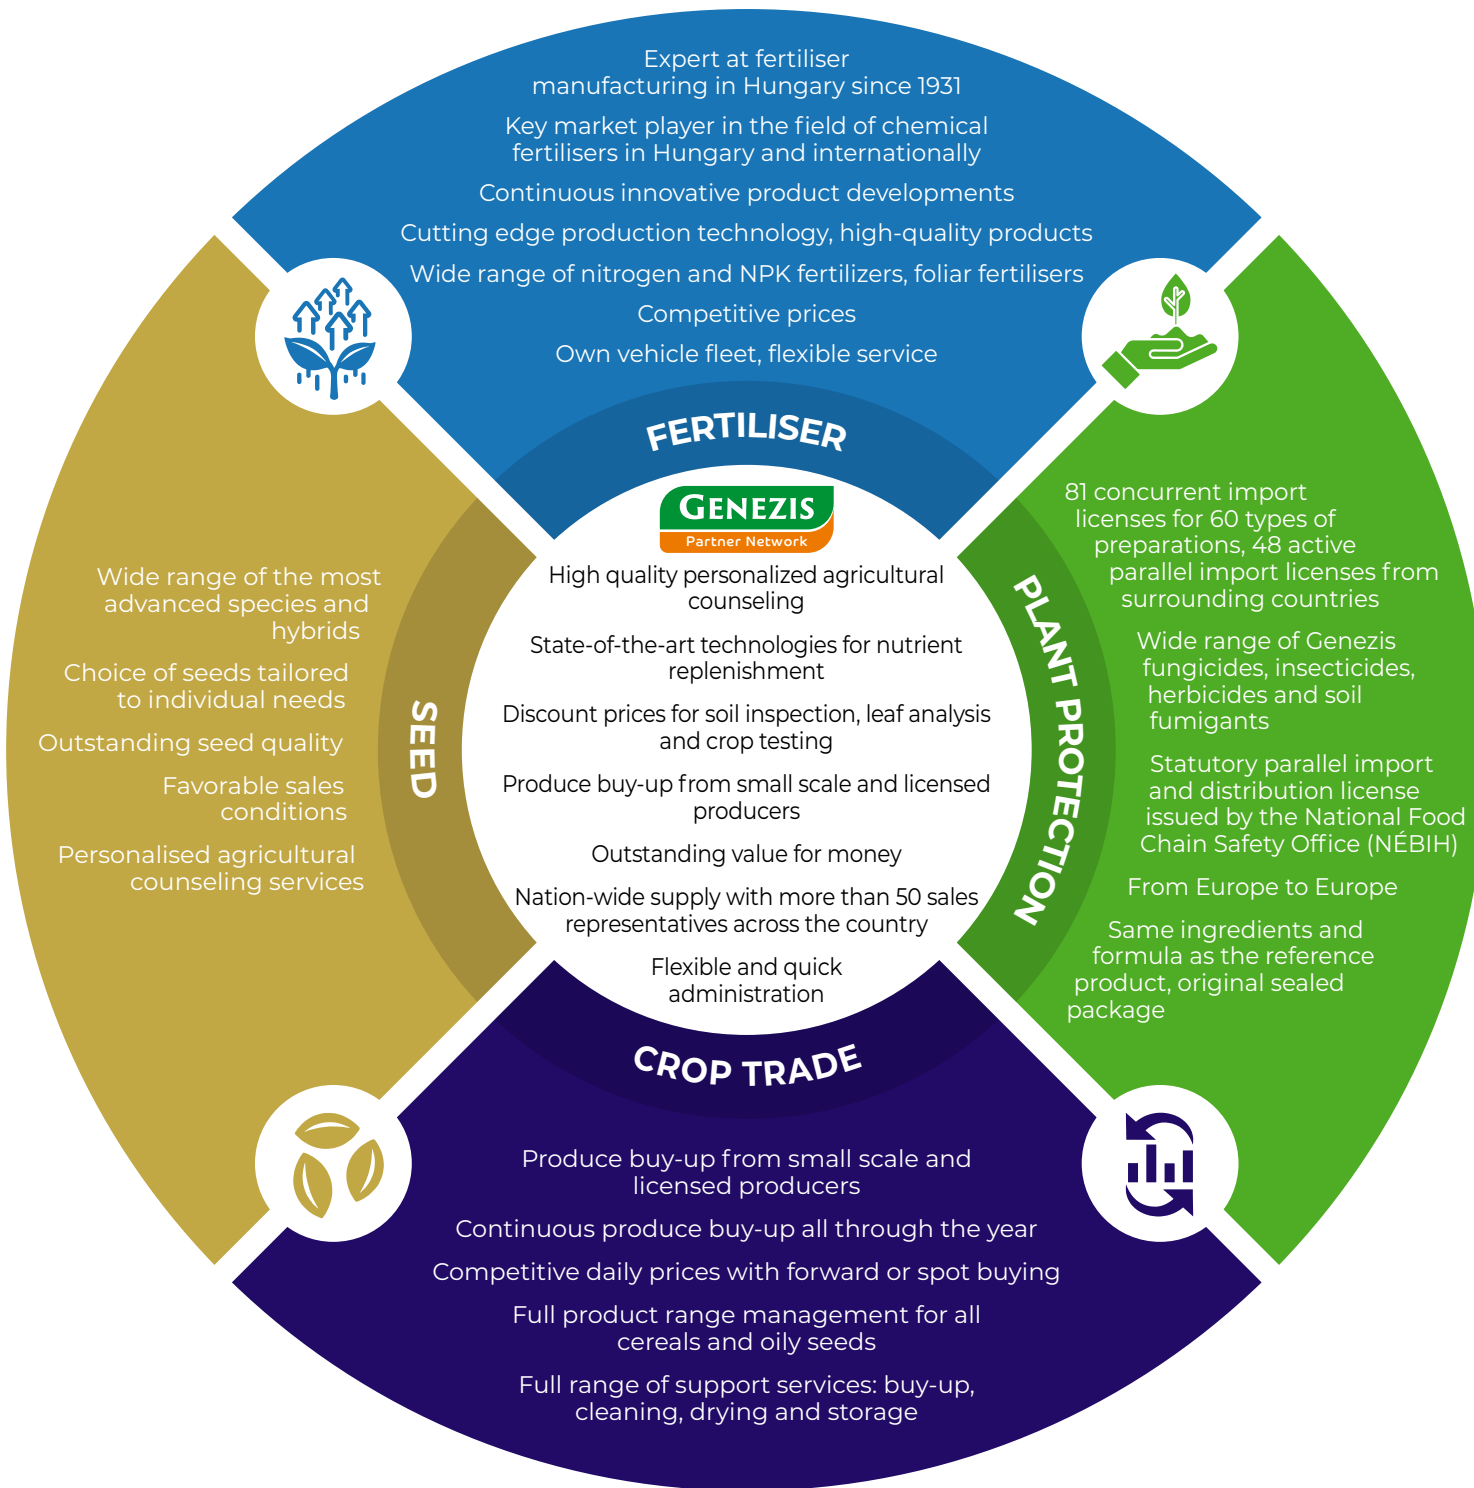 Expert at fertiliser
manufacturing in Hungary since 1931
Key market player in the field of chemical
fertilisers in Hungary and internationally
Continuous innovative product developments
Cutting edge production technology, high-quality products
Wide range of nitrogen and NPK fertilizers, foliar fertilisers
Competitive prices
Own vehicle fleet, flexible service
FERTILISER
GENEZIS
Partner Network
High quality personalized agricultural
counseling
State-of-the-art technologies for nutrient
replenishment
Discount prices for soil inspection, leaf analysis
and crop testing
Produce buy-up from small scale and licensed
producers
Outstanding value for money
Nation-wide supply with more than 50 sales
representatives across the country
Flexible and quick
administration
PLANT PROTECTION
81 concurrent import
licenses for 60 types of
preparations, 48 active
parallel import licenses from
surrounding countries
Wide range of Genezis
fungicides, insecticides,
herbicides and soil
fumigants
Statutory parallel import
and distribution license
issued by the National Food
Chain Safety Office (NÉBIH)
From Europe to Europe
Same ingredients and
formula as the reference
product, original sealed
package
SEED
Wide range of the most
advanced species and
hybrids
Choice of seeds tailored
to individual needs
Outstanding seed quality
Favorable sales
conditions
Personalised agricultural
counseling services
CROP TRADE
Produce buy-up from small scale and
licensed producers
Continuous produce buy-up all through the year
Competitive daily prices with forward or spot buying
Full product range management for all
cereals and oily seeds
Full range of support services: buy-up,
cleaning, drying and storage